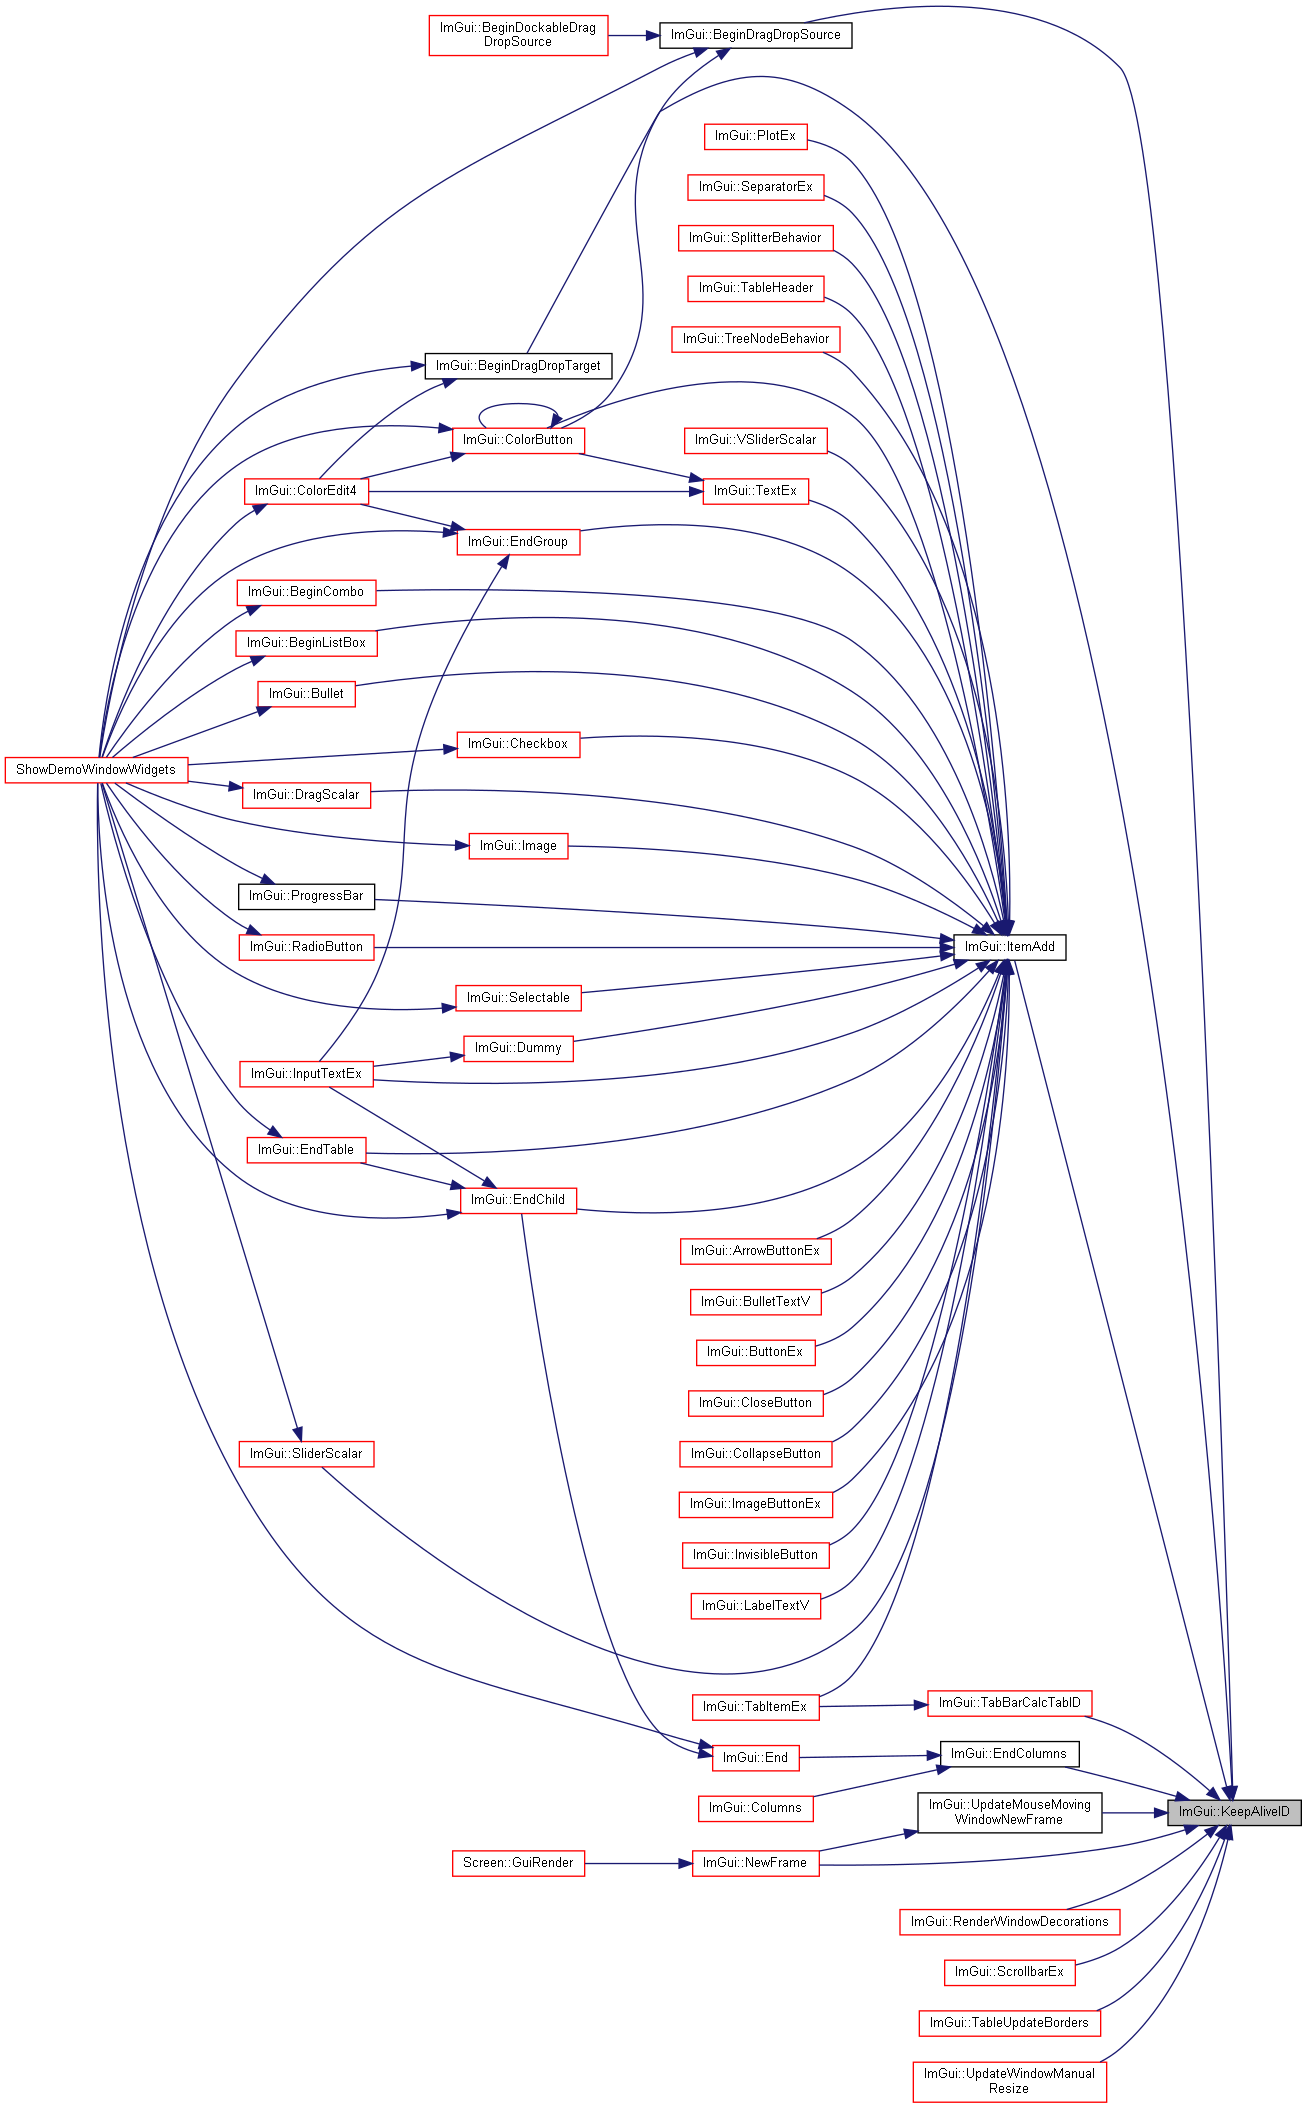 ImGui::BeginDockableDrag
DropSource
ImGui::BeginDragDropSource
ImGui::PlotEx
ImGui::SeparatorEx
ImGui::SplitterBehavior
ImGui::TableHeader
ImGui::TreeNodeBehavior
ImGui::BeginDragDropTarget
ImGui::ColorButton
ImGui::VSliderScalar
ImGui::ColorEdit4
ImGui::TextEx
ImGui::EndGroup
ImGui::BeginCombo
ImGui::BeginListBox
ImGui::Bullet
ImGui::Checkbox
ShowDemoWindowWidgets
ImGui::DragScalar
ImGui::Image
ImGui::ProgressBar
ImGui::RadioButton
ImGui::ItemAdd
ImGui::Selectable
ImGui::Dummy
ImGui::InputTextEx
ImGui::EndTable
ImGui::EndChild
ImGui::ArrowButtonEx
ImGui::BulletTextV
ImGui::ButtonEx
ImGui::CloseButton
ImGui::SliderScalar
ImGui::CollapseButton
ImGui::ImageButtonEx
ImGui::InvisibleButton
ImGui::LabelTextV
ImGui::TabItemEx
ImGui::TabBarCalcTabID
ImGui::End
ImGui::EndColumns
ImGui::Columns
ImGui::UpdateMouseMoving
WindowNewFrame
ImGui::KeepAliveID
Screen::GuiRender
ImGui::NewFrame
ImGui::RenderWindowDecorations
ImGui::ScrollbarEx
ImGui::TableUpdateBorders
ImGui::UpdateWindowManual
Resize